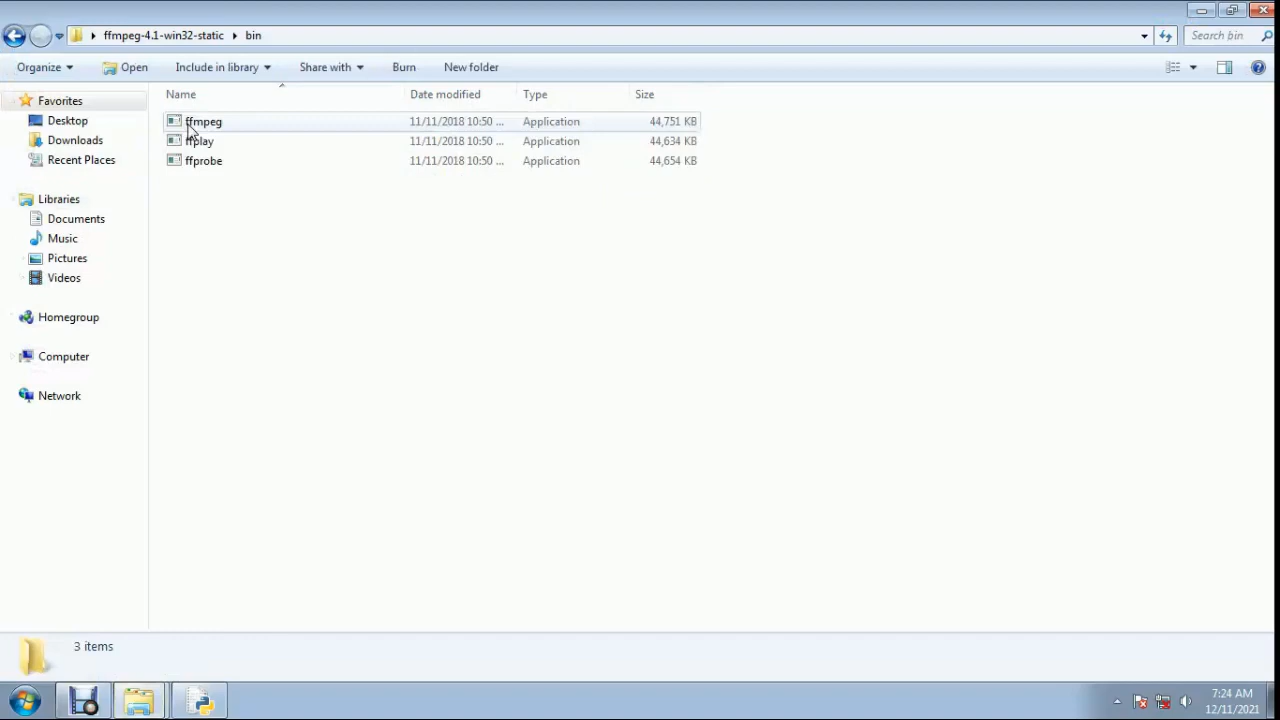 ffmpeg-4.1-win32-static bin
Search bin
Organize Open Include in library Share with Burn New folder
Favorites
Desktop
Downloads
Recent Places
Libraries
Documents
Music
Pictures
Videos
Homegroup
Computer
Network
Name Date modified Type Size
ffmpeg 11/11/2018 10:50 ... Application 44,751 KB
ffplay 11/11/2018 10:50 ... Application 44,634 KB
ffprobe 11/11/2018 10:50 ... Application 44,654 KB
3 items
7:24 AM
12/11/2021